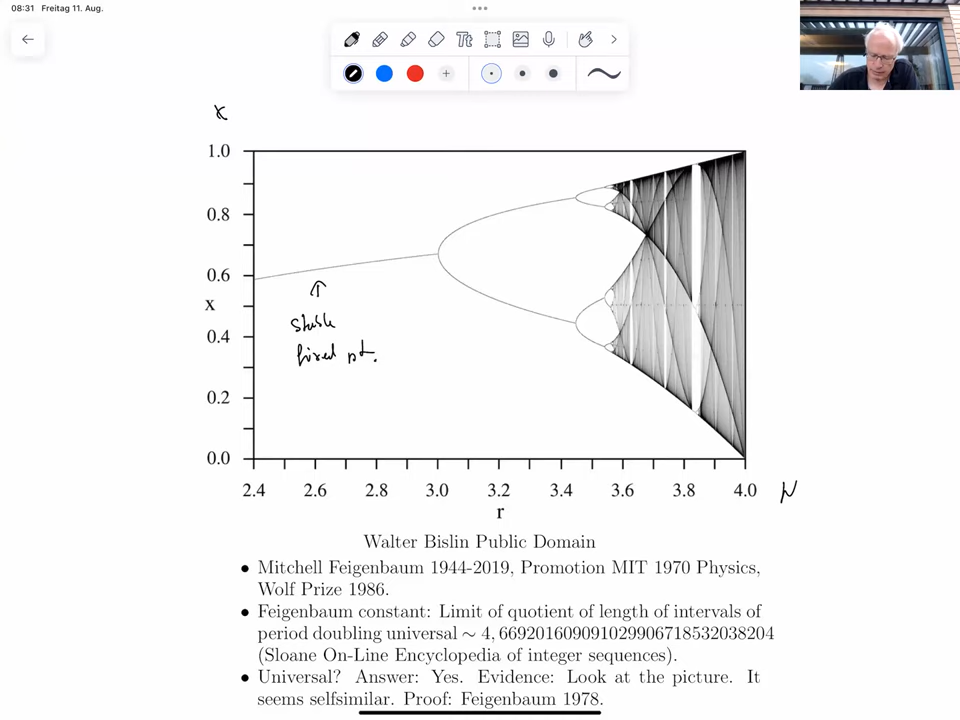 08:31 Freitag 11. Aug.
Tt
x
1.0
0.8
0.6
x
0.4
0.2
0.0
stable
fixed pt.
2.4 2.6 2.8 3.0 3.2 3.4 3.6 3.8 4.0
r
Walter Bislin Public Domain
• Mitchell Feigenbaum 1944-2019, Promotion MIT 1970 Physics,
Wolf Prize 1986.
• Feigenbaum constant: Limit of quotient of length of intervals of
period doubling universal ∼ 4, 669201609091029906718532038204
(Sloane On-Line Encyclopedia of integer sequences).
• Universal? Answer: Yes. Evidence: Look at the picture. It
seems selfsimilar. Proof: Feigenbaum 1978.